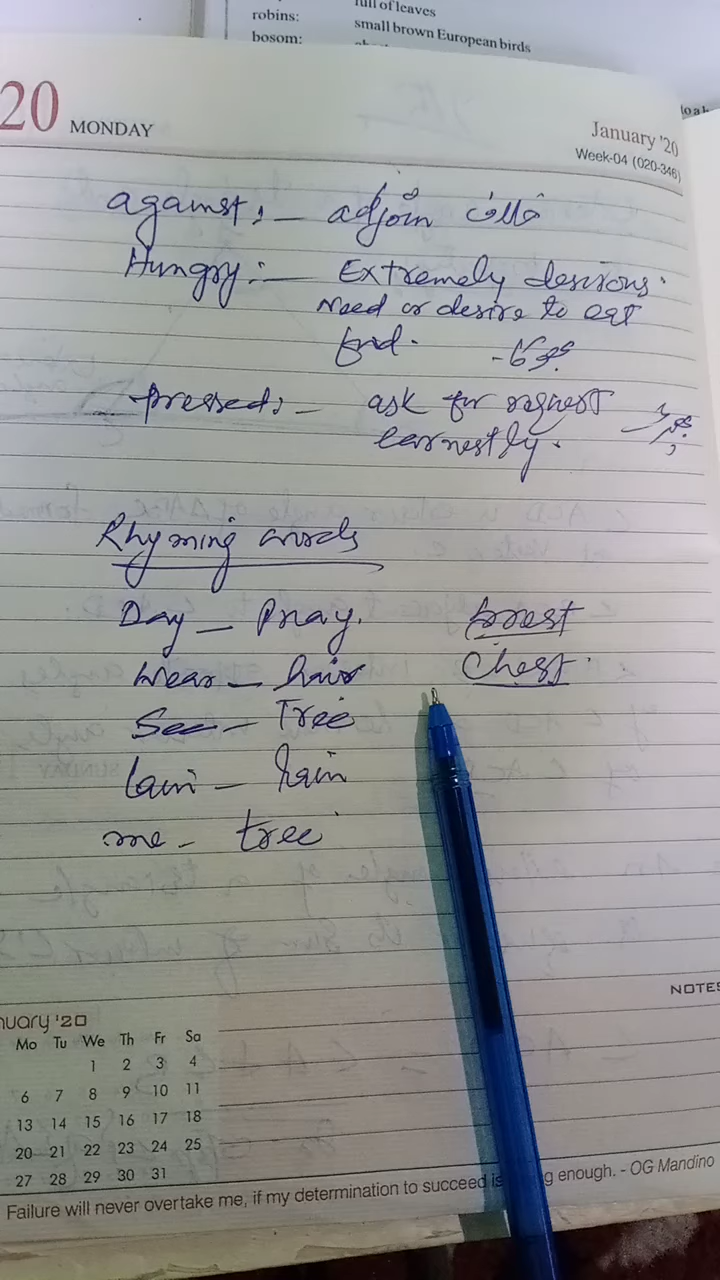 full of leaves
robins: small brown European birds
bosom:
20 MONDAY
January '20
Week-04 (020-346)
against :- adjoin
Hungry :- Extremely desirous.
Need or desire to eat
food.
pressed :- ask for request
earnestly.
Rhyming words
Day - Pray. brest
Wear - hair Chest.
See - Tree
lain - rain
me - tree
NOTES
nuary '20
Mo Tu We Th Fr Sa
1 2 3 4
6 7 8 9 10 11
13 14 15 16 17 18
20 21 22 23 24 25
27 28 29 30 31
Failure will never overtake me, if my determination to succeed is g enough. - OG Mandino